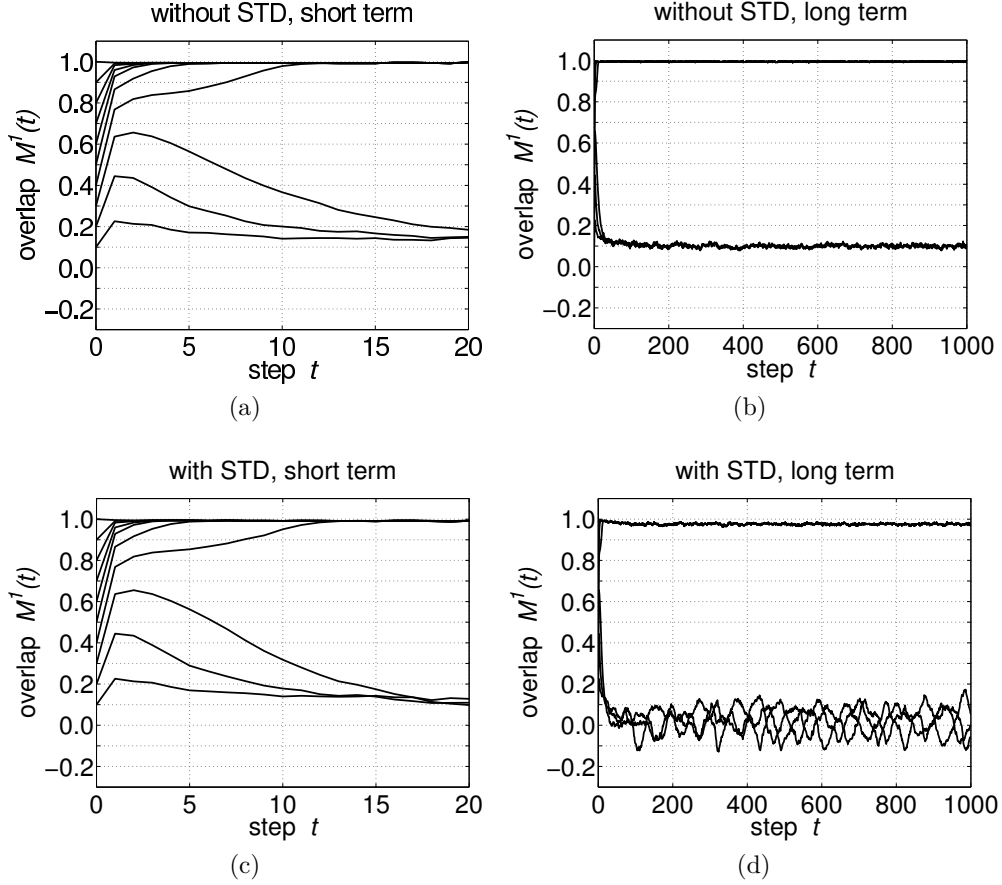 without STD, short term
overlap M¹(t)
1.0
0.8
0.6
0.4
0.2
0.0
−0.2
0 5 10 15 20
step t
(a)
without STD, long term
overlap M¹(t)
1.0
0.8
0.6
0.4
0.2
0.0
−0.2
0 200 400 600 800 1000
step t
(b)
with STD, short term
overlap M¹(t)
1.0
0.8
0.6
0.4
0.2
0.0
−0.2
0 5 10 15 20
step t
(c)
with STD, long term
overlap M¹(t)
1.0
0.8
0.6
0.4
0.2
0.0
−0.2
0 200 400 600 800 1000
step t
(d)